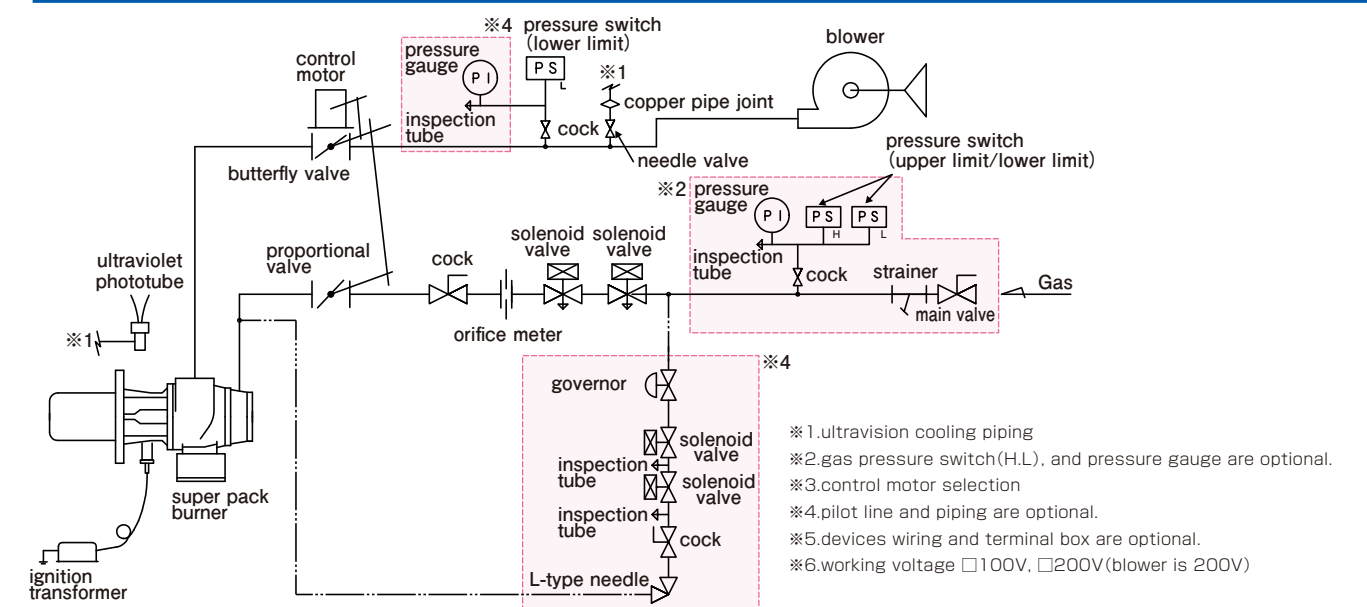 ※4 pressure switch
(lower limit)
pressure
gauge
P I
P S
L
※1
blower
control
motor
copper pipe joint
inspection
tube
cock
needle valve
butterfly valve
pressure switch
(upper limit/lower limit)
※2 pressure
gauge
P I
P S
H
P S
L
inspection
tube
cock
strainer
main valve
Gas
ultraviolet
phototube
※1
proportional
valve
cock
solenoid
valve
solenoid
valve
orifice meter
※4
governor
solenoid
valve
inspection
tube
solenoid
valve
inspection
tube
cock
L-type needle
super pack
burner
ignition
transformer
※1.ultravision cooling piping
※2.gas pressure switch(H.L), and pressure gauge are optional.
※3.control motor selection
※4.pilot line and piping are optional.
※5.devices wiring and terminal box are optional.
※6.working voltage □100V, □200V(blower is 200V)